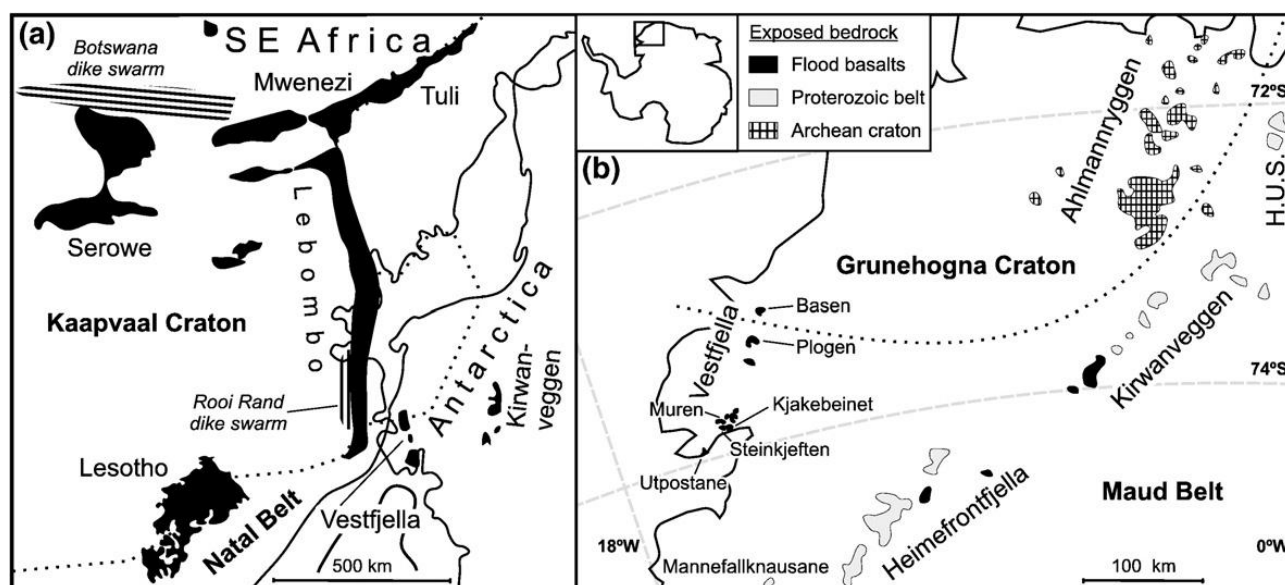 (a)
Botswana
dike swarm
SE Africa
Mwenezi
Tuli
Serowe
Lebombo
Kaapvaal Craton
Antarctica
Kirwan-
veggen
Rooi Rand
dike swarm
Lesotho
Natal Belt
Vestfjella
500 km
Exposed bedrock
Flood basalts
Proterozoic belt
Archean craton
(b)
72ºS
Ahlmannryggen
H.U.S.
Grunehogna Craton
Vestfjella
Basen
Plogen
Kirwanveggen
74ºS
Muren
Kjakebeinet
Steinkjeften
Utpostane
Heimefrontfjella
Maud Belt
18ºW
0ºW
Mannefallknausane
100 km